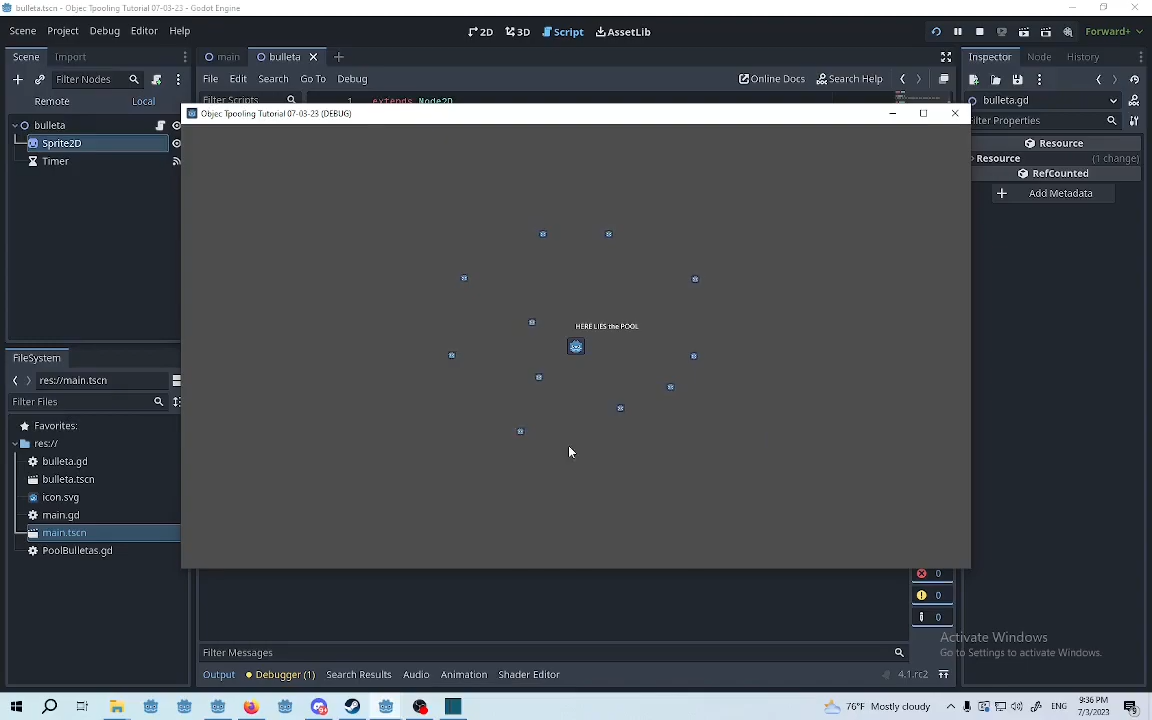 bulleta.tscn - Objec Tpooling Tutorial 07-03-23 - Godot Engine
Scene Project Debug Editor Help
2D 3D Script AssetLib
Forward+
Scene Import
main bulleta
Inspector Node History
Filter Nodes
File Edit Search Go To Debug
Online Docs Search Help
Remote Local
Filter Scripts
1 extends Node2D
bulleta.gd
Objec Tpooling Tutorial 07-03-23 (DEBUG)
Filter Properties
bulleta
Sprite2D
Timer
Resource
Resource (1 change)
RefCounted
Add Metadata
HERE LIES the POOL
FileSystem
res://main.tscn
Filter Files
Favorites:
res://
bulleta.gd
bulleta.tscn
icon.svg
main.gd
main.tscn
PoolBulletas.gd
0
0
0
Activate Windows
Go to Settings to activate Windows.
Filter Messages
Output Debugger (1) Search Results Audio Animation Shader Editor
4.1.rc2
76°F Mostly cloudy
ENG
9:36 PM
7/3/2023